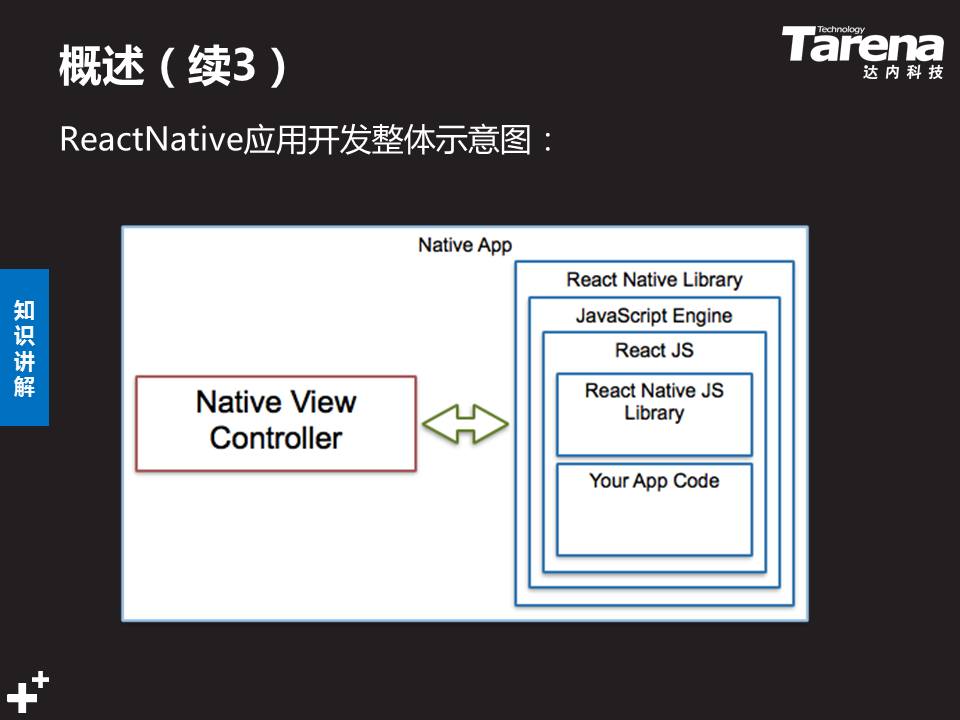 概述（续3）
Technology
Tarena
达内科技
ReactNative应用开发整体示意图：
知识讲解
Native App
React Native Library
JavaScript Engine
React JS
React Native JS
Library
Your App Code
Native View
Controller